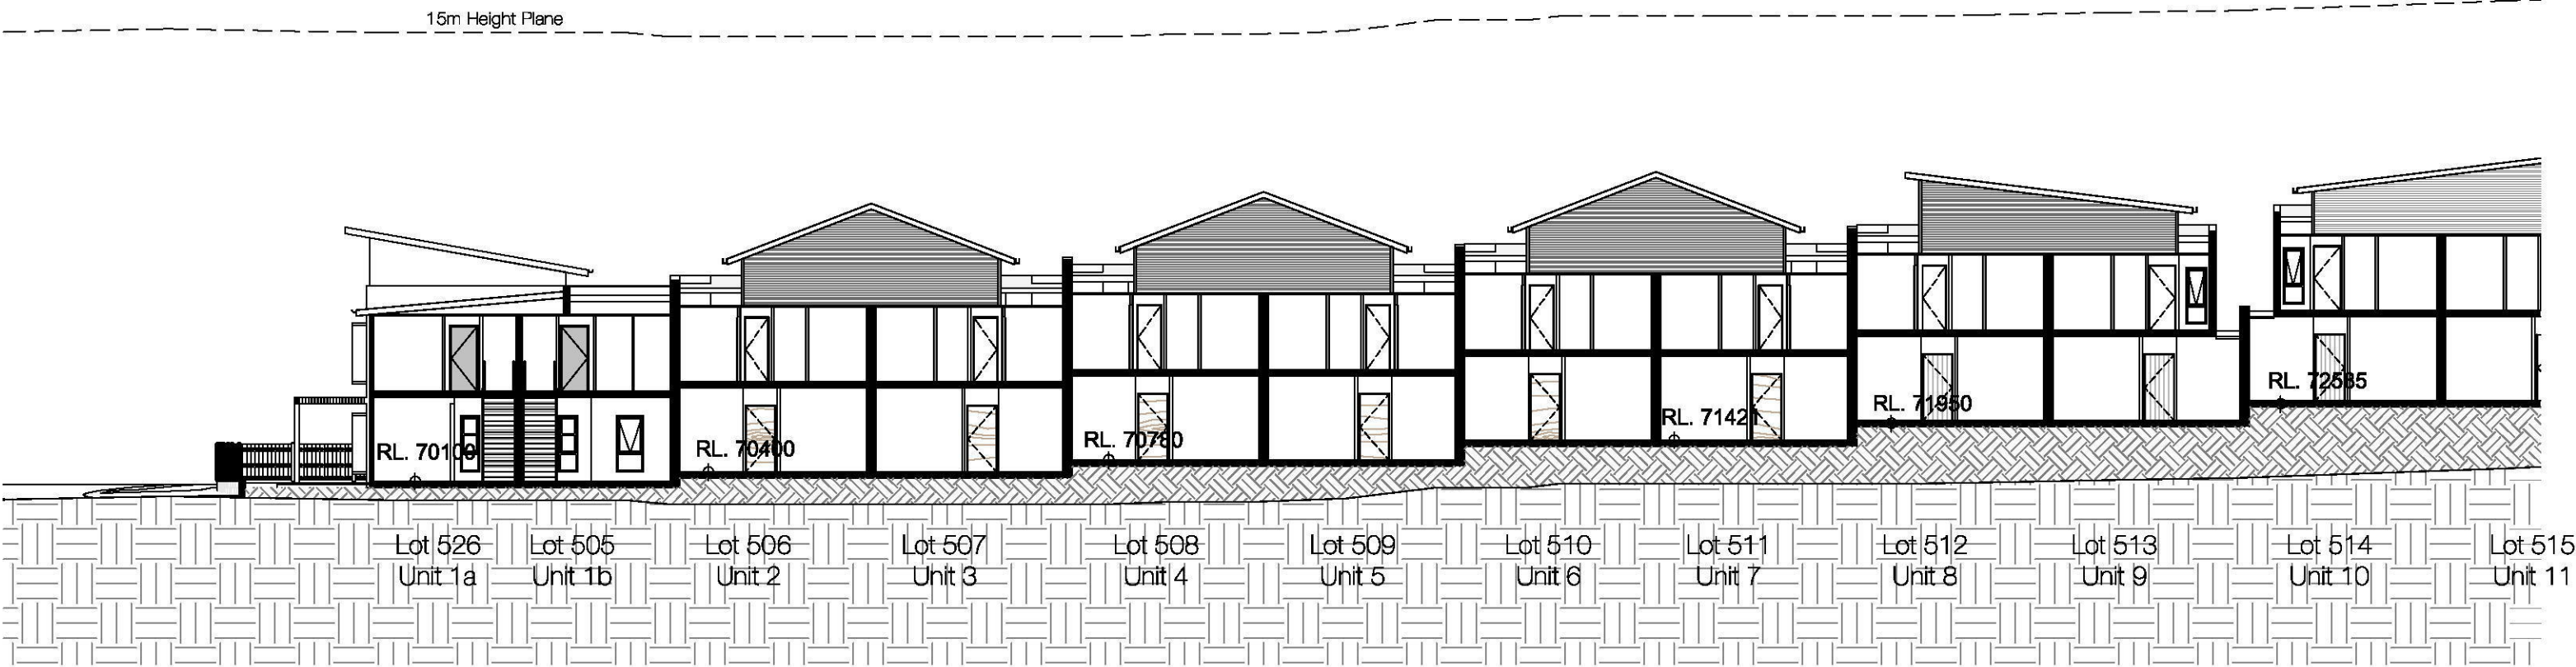 15m Height Plane
RL. 70100
RL. 70400
RL. 70780
RL. 71421
RL. 71950
RL. 72585
Lot 526
Unit 1a
Lot 505
Unit 1b
Lot 506
Unit 2
Lot 507
Unit 3
Lot 508
Unit 4
Lot 509
Unit 5
Lot 510
Unit 6
Lot 511
Unit 7
Lot 512
Unit 8
Lot 513
Unit 9
Lot 514
Unit 10
Lot 515
Unit 11